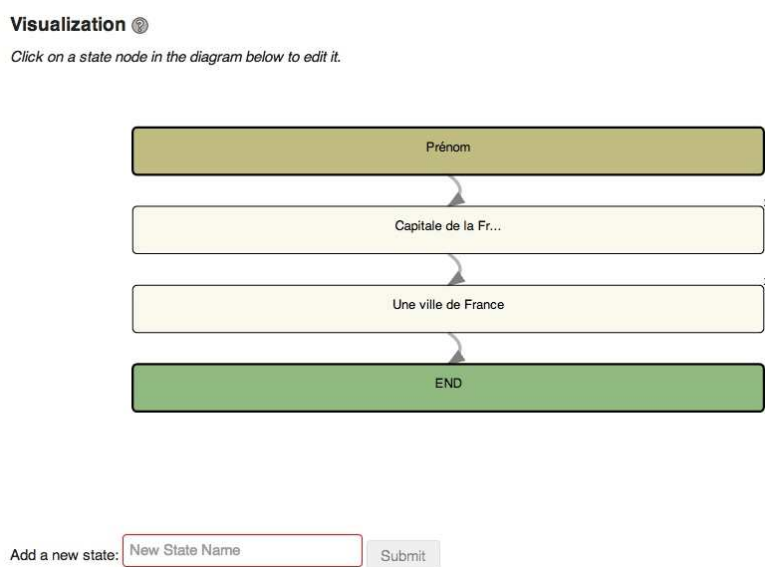 Visualization ?
Click on a state node in the diagram below to edit it.
Prénom
Capitale de la Fr...
Une ville de France
END
Add a new state: New State Name Submit